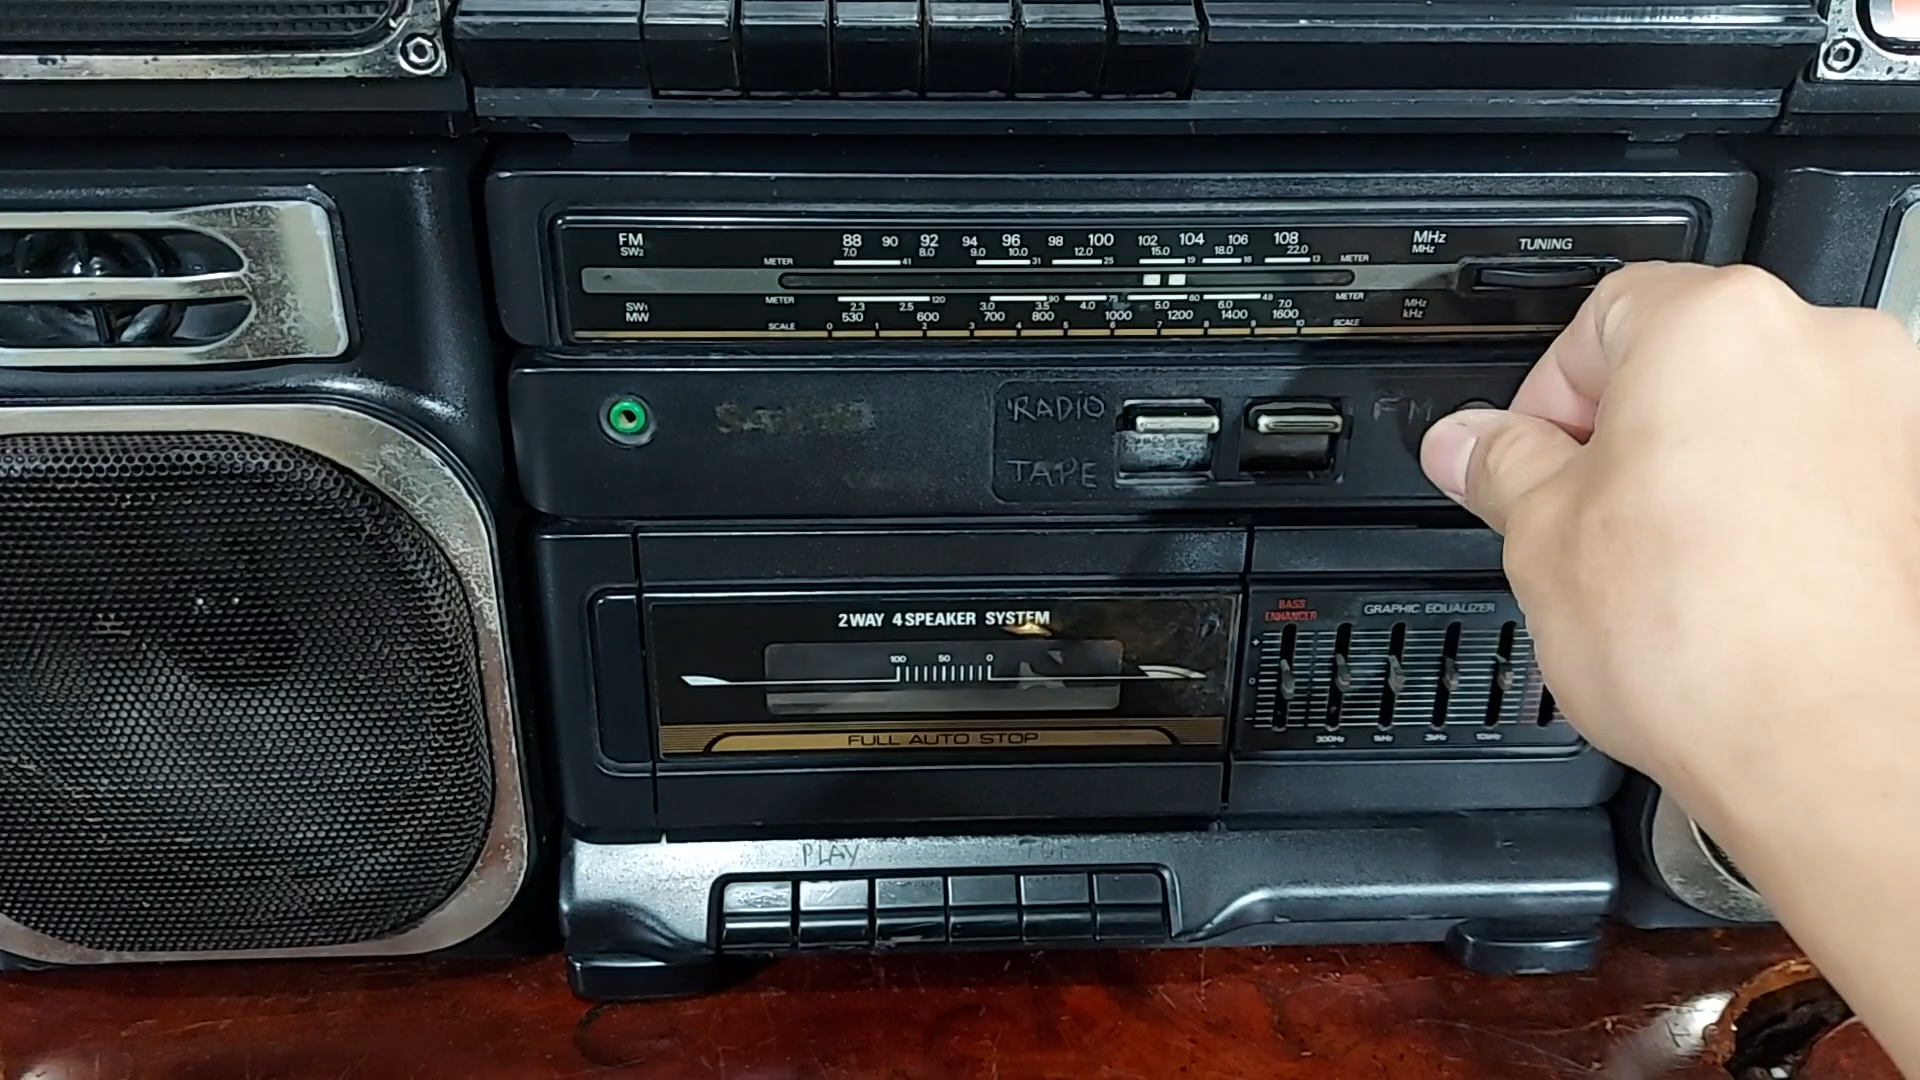 FM 88 90 92 94 96 98 100 102 104 106 108 MHz TUNING
SW2 7.0 8.0 9.0 10.0 12.0 15.0 18.0 22.0 MHz
METER 41 31 25 19 16 13 METER
METER 120 90 75 60 49 METER
SW1 2.3 2.5 3.0 3.5 4.0 5.0 6.0 7.0 MHz
MW 530 600 700 800 1000 1200 1400 1600 kHz
SCALE 0 1 2 3 4 5 6 7 8 9 10 SCALE
RADIO FM
TAPE
2WAY 4SPEAKER SYSTEM
100 50 0
FULL AUTO STOP
BASS ENHANCER
GRAPHIC EQUALIZER
+
0
-
300Hz 1kHz 3kHz 10kHz
PLAY